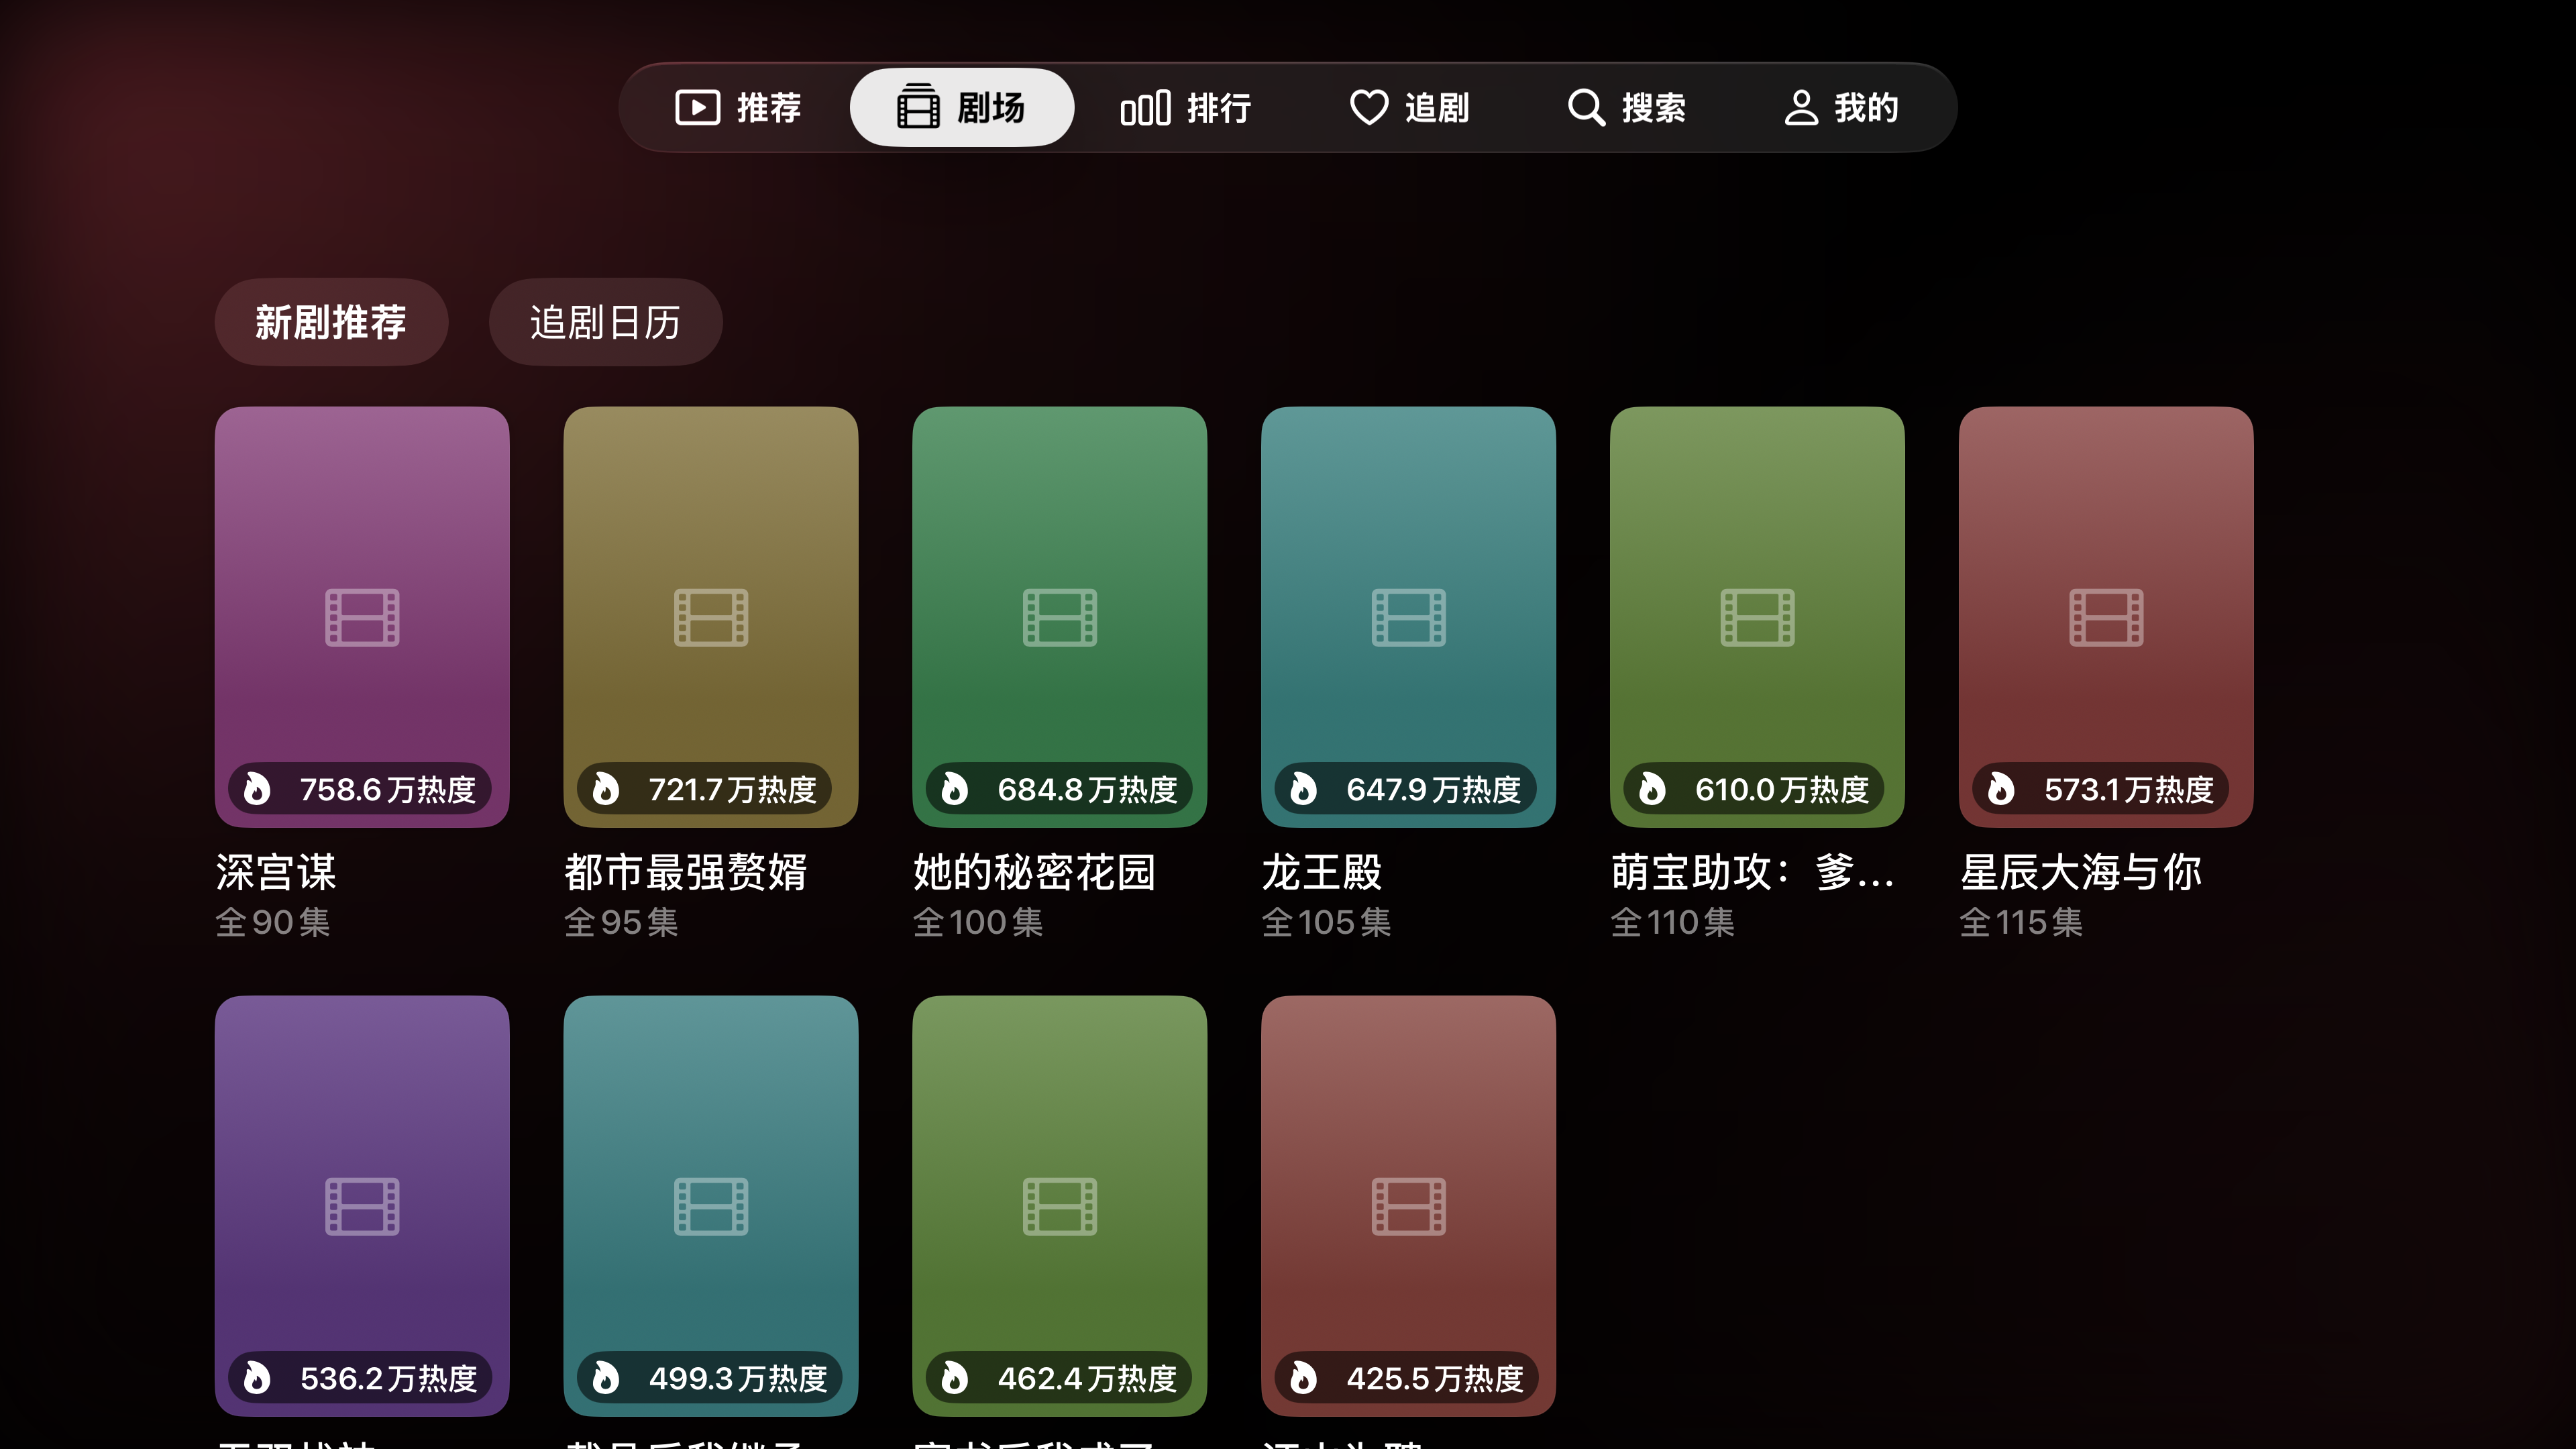 推荐
剧场
排行
追剧
搜索
我的
新剧推荐
追剧日历
758.6万热度
721.7万热度
684.8万热度
647.9万热度
610.0万热度
573.1万热度
深宫谋
都市最强赘婿
她的秘密花园
龙王殿
萌宝助攻：爹...
星辰大海与你
全90集
全95集
全100集
全105集
全110集
全115集
536.2万热度
499.3万热度
462.4万热度
425.5万热度